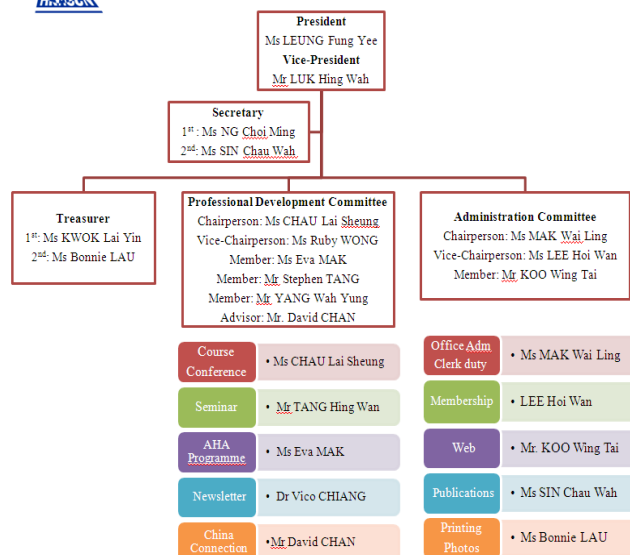 President
Ms LEUNG Fung Yee
Vice-President
Mr LUK Hing Wah
Secretary
1st : Ms NG Choi Ming
2nd: Ms SIN Chau Wah
Treasurer
1st: Ms KWOK Lai Yin
2nd: Ms Bonnie LAU
Professional Development Committee
Chairperson: Ms CHAU Lai Sheung
Vice-Chairperson: Ms Ruby WONG
Member: Ms Eva MAK
Member: Mr Stephen TANG
Member: Mr YANG Wah Yung
Advisor: Mr. David CHAN
Administration Committee
Chairperson: Ms MAK Wai Ling
Vice-Chairperson: Ms LEE Hoi Wan
Member: Mr KOO Wing Tai
Course
Conference
• Ms CHAU Lai Sheung
Seminar
• Mr TANG Hing Wan
AHA
Programme
• Ms Eva MAK
Newsletter
• Dr Vico CHIANG
China
Connection
•Mr David CHAN
Office Adm
Clerk duty
• Ms MAK Wai Ling
Membership
• LEE Hoi Wan
Web
• Mr. KOO Wing Tai
Publications
• Ms SIN Chau Wah
Printing
Photos
• Ms Bonnie LAU